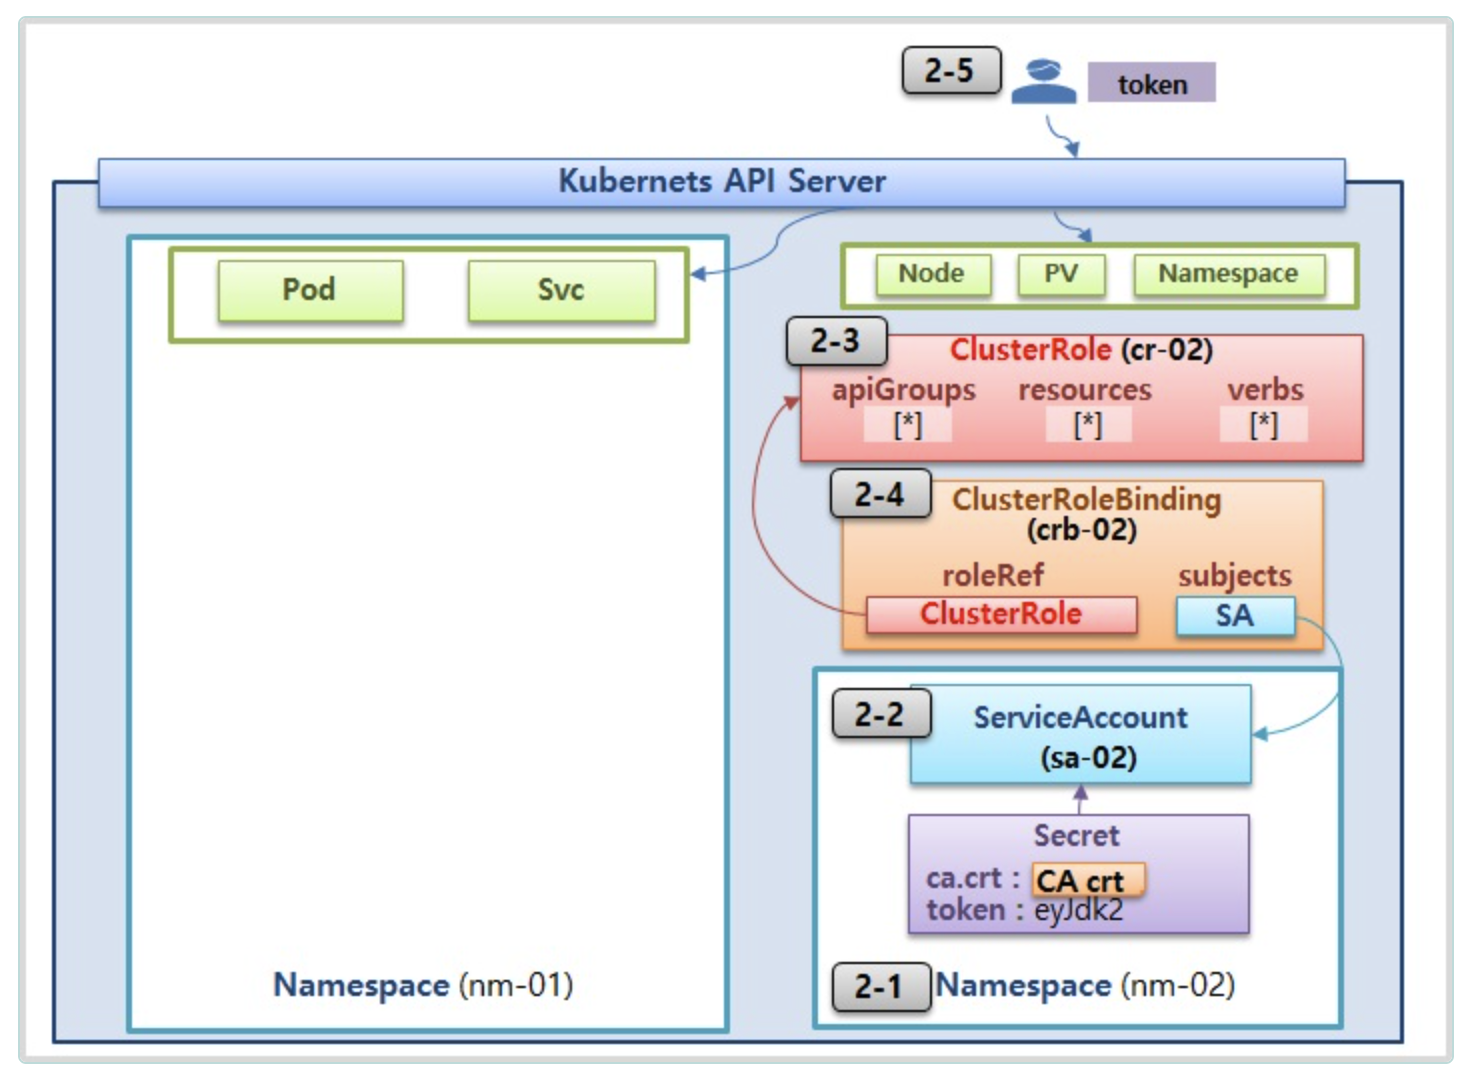 2-5
token
Kubernets API Server
Pod
Svc
Node
PV
Namespace
2-3
ClusterRole (cr-02)
apiGroups resources verbs
[*] [*] [*]
2-4
ClusterRoleBinding
(crb-02)
roleRef subjects
ClusterRole SA
2-2
ServiceAccount
(sa-02)
Secret
ca.crt : CA crt
token : eyJdk2
Namespace (nm-01)
2-1
Namespace (nm-02)